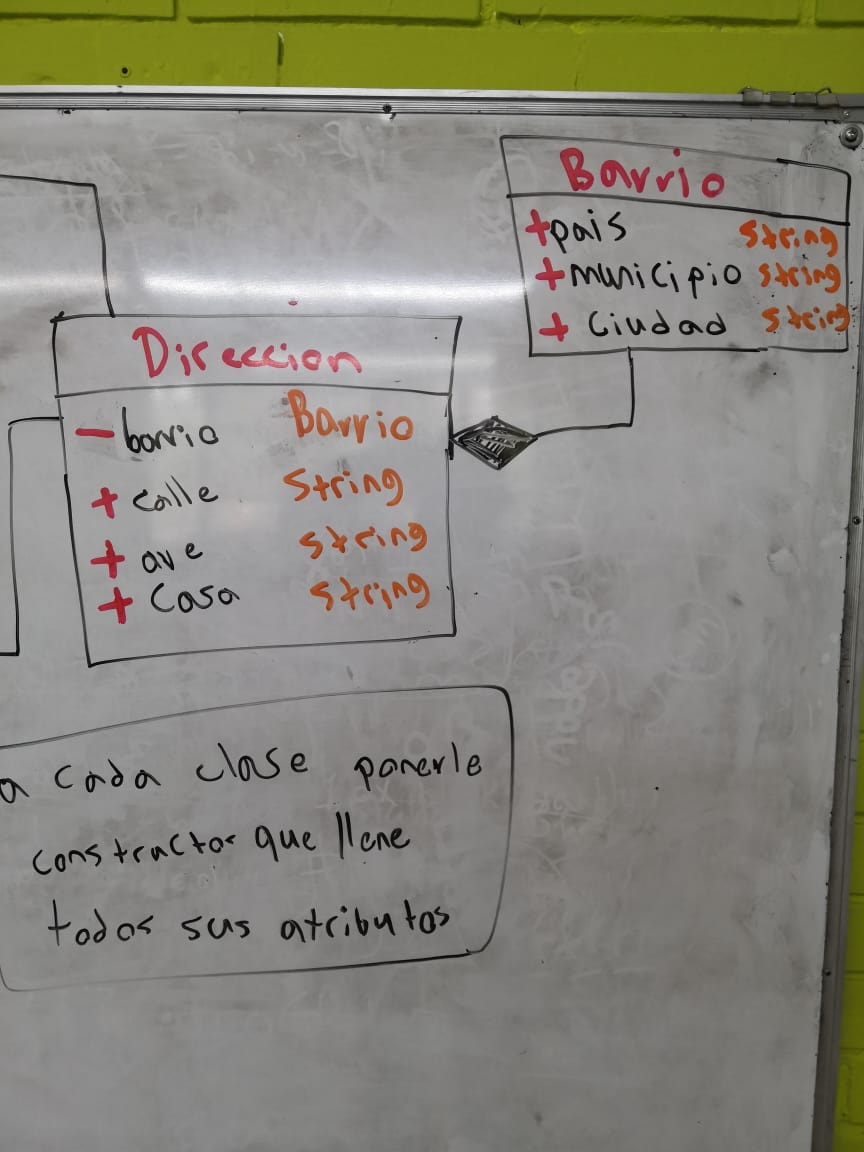 Barrio
+pais String
+municipio string
+ Ciudad string
Direccion
- barrio Barrio
+ calle String
+ ave string
+ Casa string
a cada clase ponerle
constructor que llene
todos sus atributos